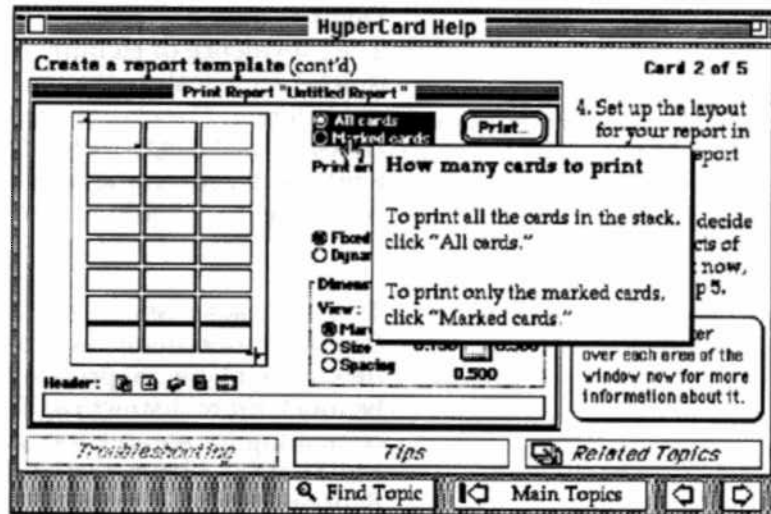 HyperCard Help
Create a report template (cont'd)
Card 2 of 5
Print Report "Untitled Report"
All cards
Marked cards
Print...
4. Set up the layout
for your report in
port
decide
cts of
now,
p 5.
How many cards to print
To print all the cards in the stack,
click "All cards."
To print only the marked cards,
click "Marked cards."
Print
Fixed
View:
Size
Spacing
0.500
Header:
over each area of the
window now for more
information about it.
Troubleshooting
Tips
Related Topics
Find Topic
Main Topics